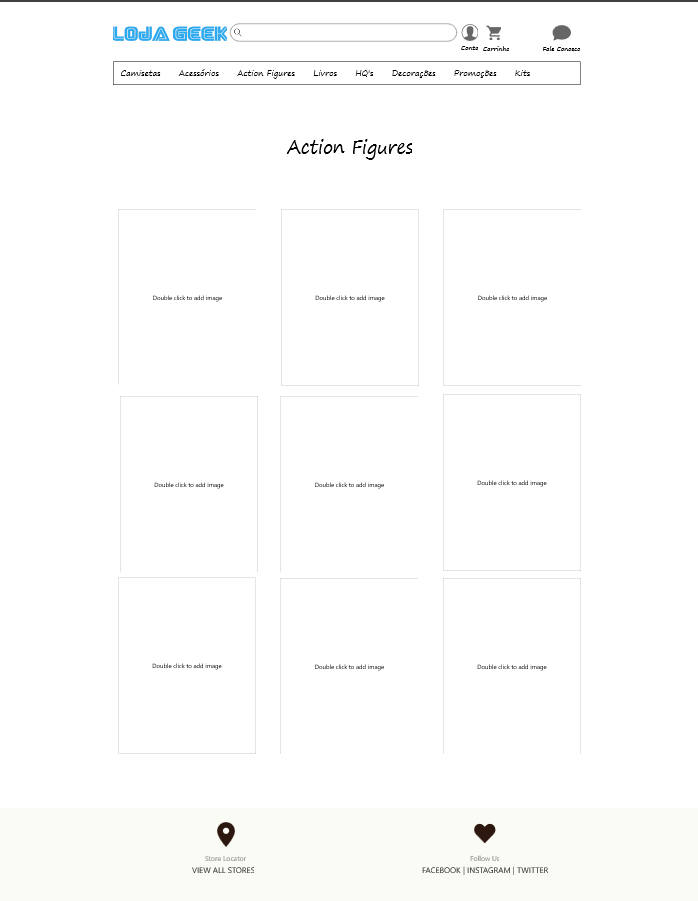 LOJA GEEK
Conta Carrinho Fale Conosco
Camisetas Acessórios Action Figures Livros HQ's Decorações Promoções Kits
Action Figures
Double click to add image Double click to add image Double click to add image
Double click to add image Double click to add image Double click to add image
Double click to add image Double click to add image Double click to add image
Store Locator Follow Us
VIEW ALL STORES FACEBOOK | INSTAGRAM | TWITTER